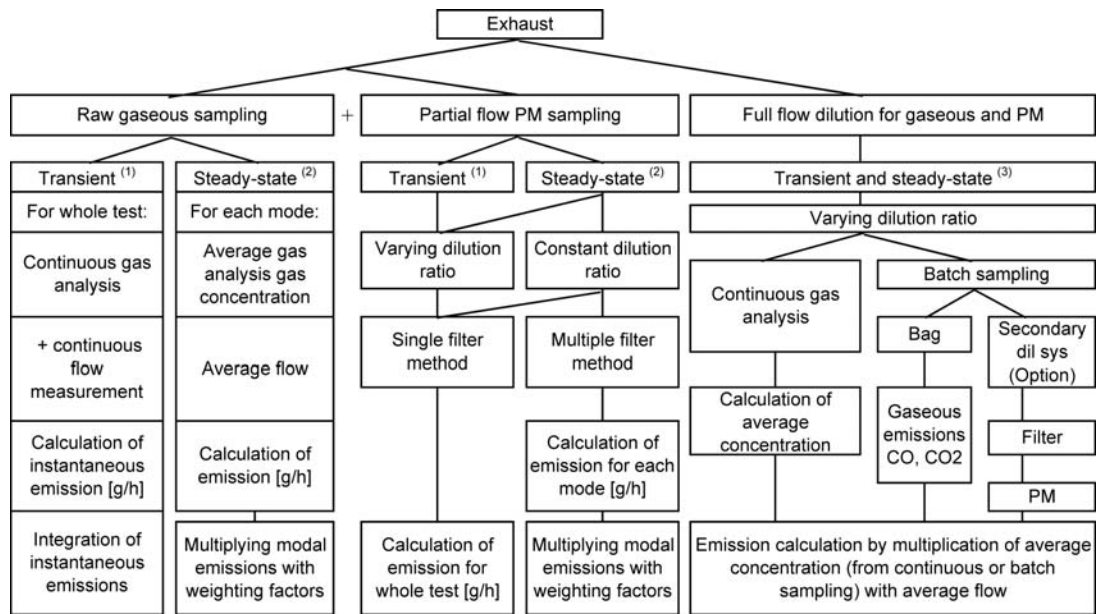 Exhaust
Raw gaseous sampling
+
Partial flow PM sampling
Full flow dilution for gaseous and PM
Transient (1)
Steady-state (2)
Transient (1)
Steady-state (2)
Transient and steady-state (3)
For whole test:
For each mode:
Varying dilution ratio
Continuous gas
analysis
Average gas
analysis gas
concentration
Varying dilution
ratio
Constant dilution
ratio
Continuous gas
analysis
Batch sampling
+ continuous
flow
measurement
Average flow
Single filter
method
Multiple filter
method
Bag
Secondary
dil sys
(Option)
Calculation of
instantaneous
emission [g/h]
Calculation of
emission [g/h]
Calculation of
emission for each
mode [g/h]
Calculation of
average
concentration
Gaseous
emissions
CO, CO2
Filter
PM
Integration of
instantaneous
emissions
Multiplying modal
emissions with
weighting factors
Calculation of
emission for
whole test [g/h]
Multiplying modal
emissions with
weighting factors
Emission calculation by multiplication of average
concentration (from continuous or batch
sampling) with average flow